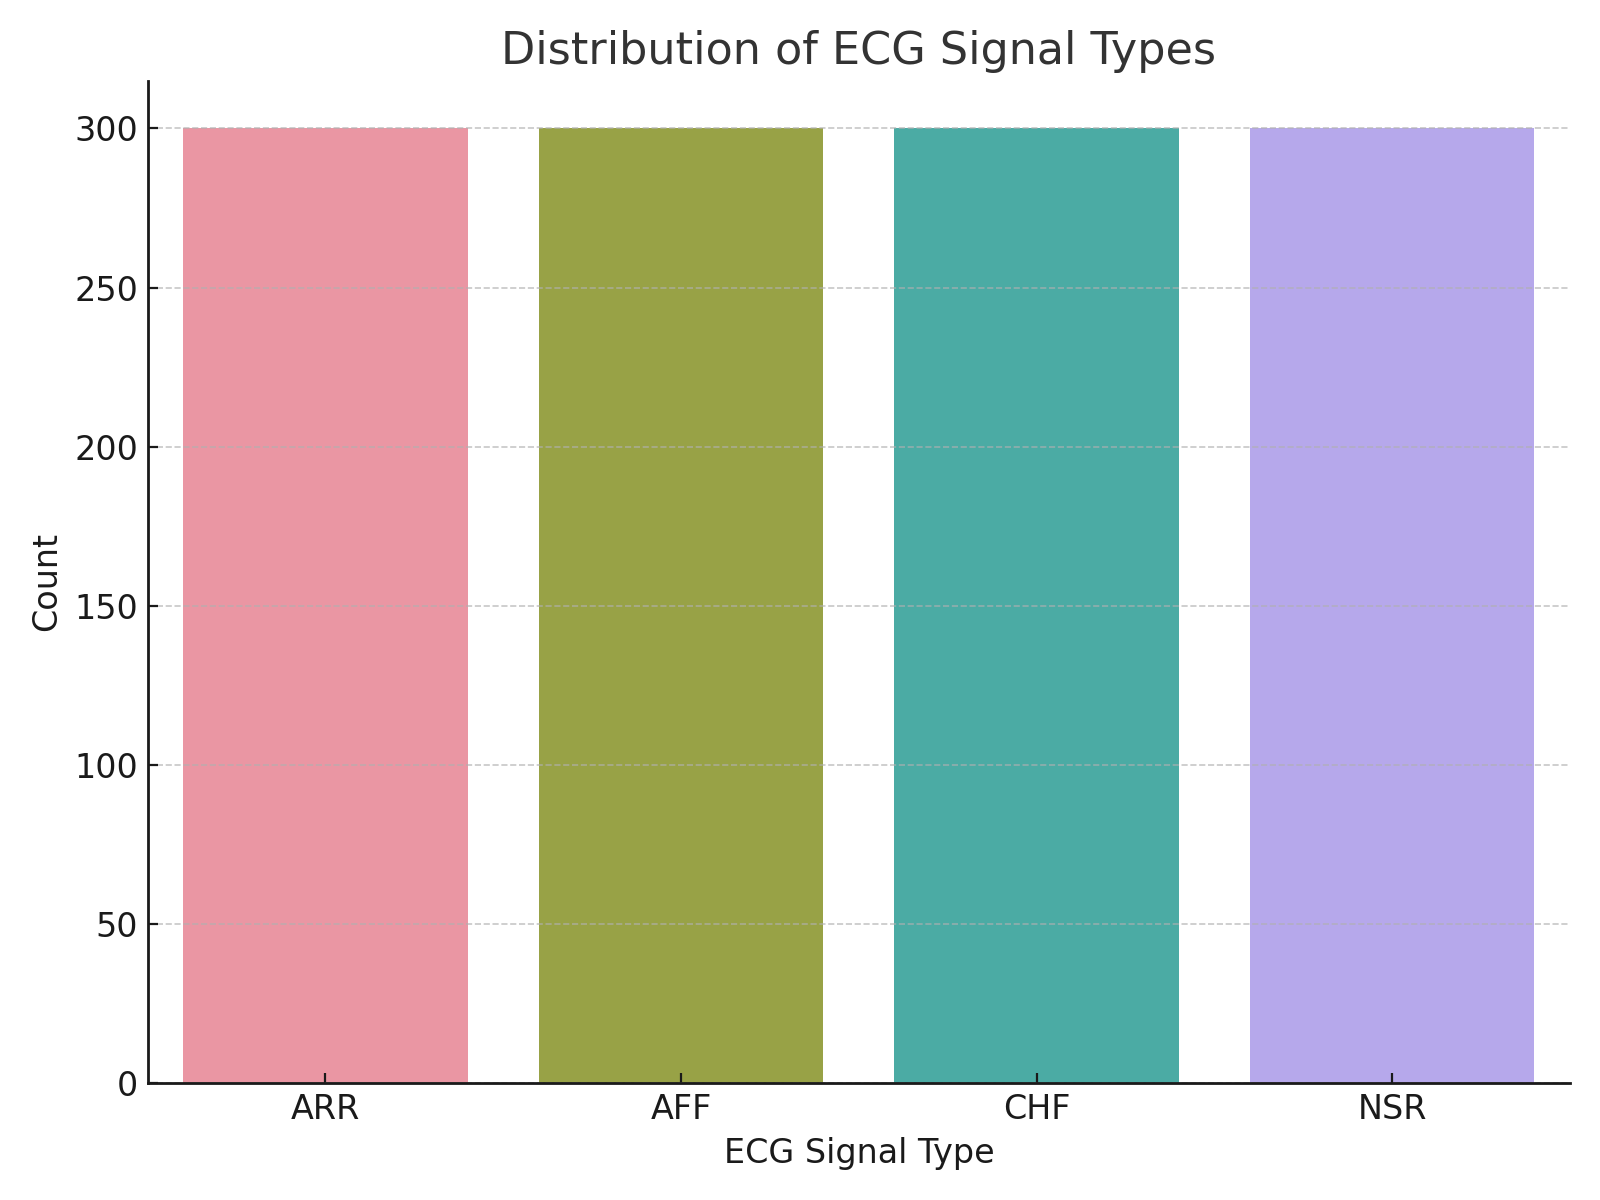 Distribution of ECG Signal Types
Count
300
250
200
150
100
50
0
ARR AFF CHF NSR
ECG Signal Type